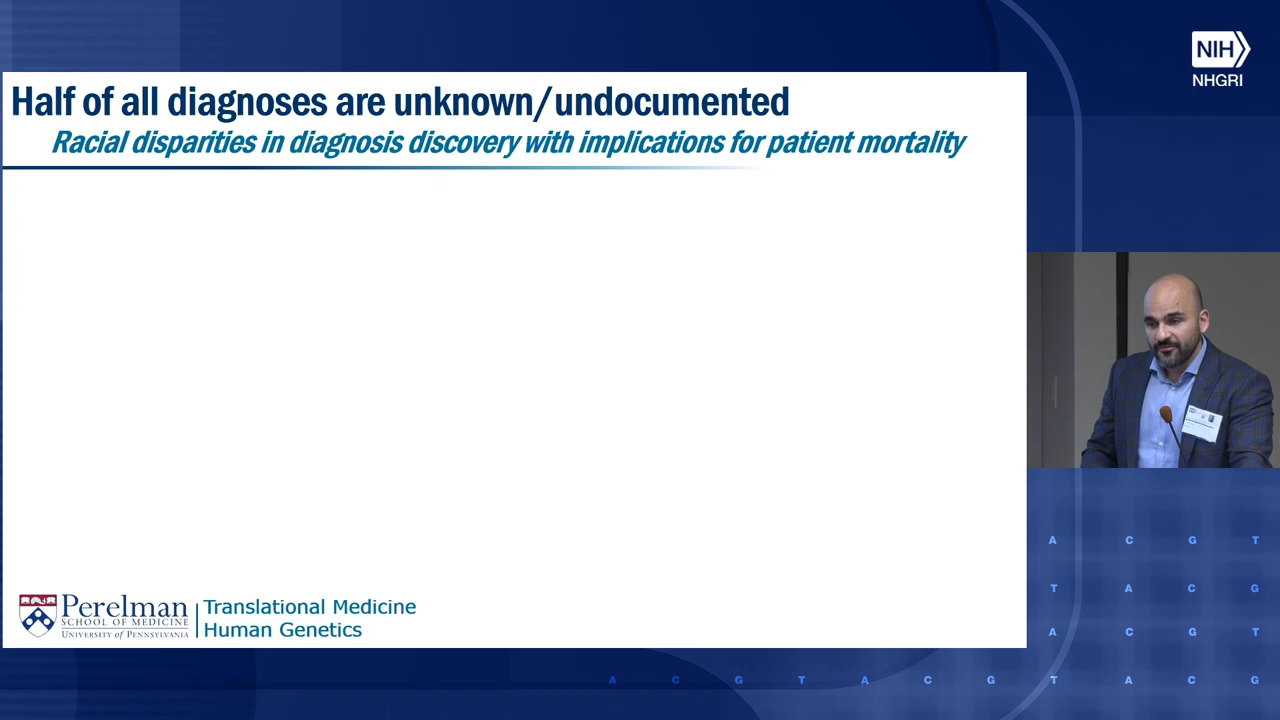 NIH
NHGRI
Half of all diagnoses are unknown/undocumented
Racial disparities in diagnosis discovery with implications for patient mortality
Perelman
SCHOOL OF MEDICINE
UNIVERSITY of PENNSYLVANIA
Translational Medicine
Human Genetics
A C G T
T A C G
A C G T
A C G T A C G T A C G